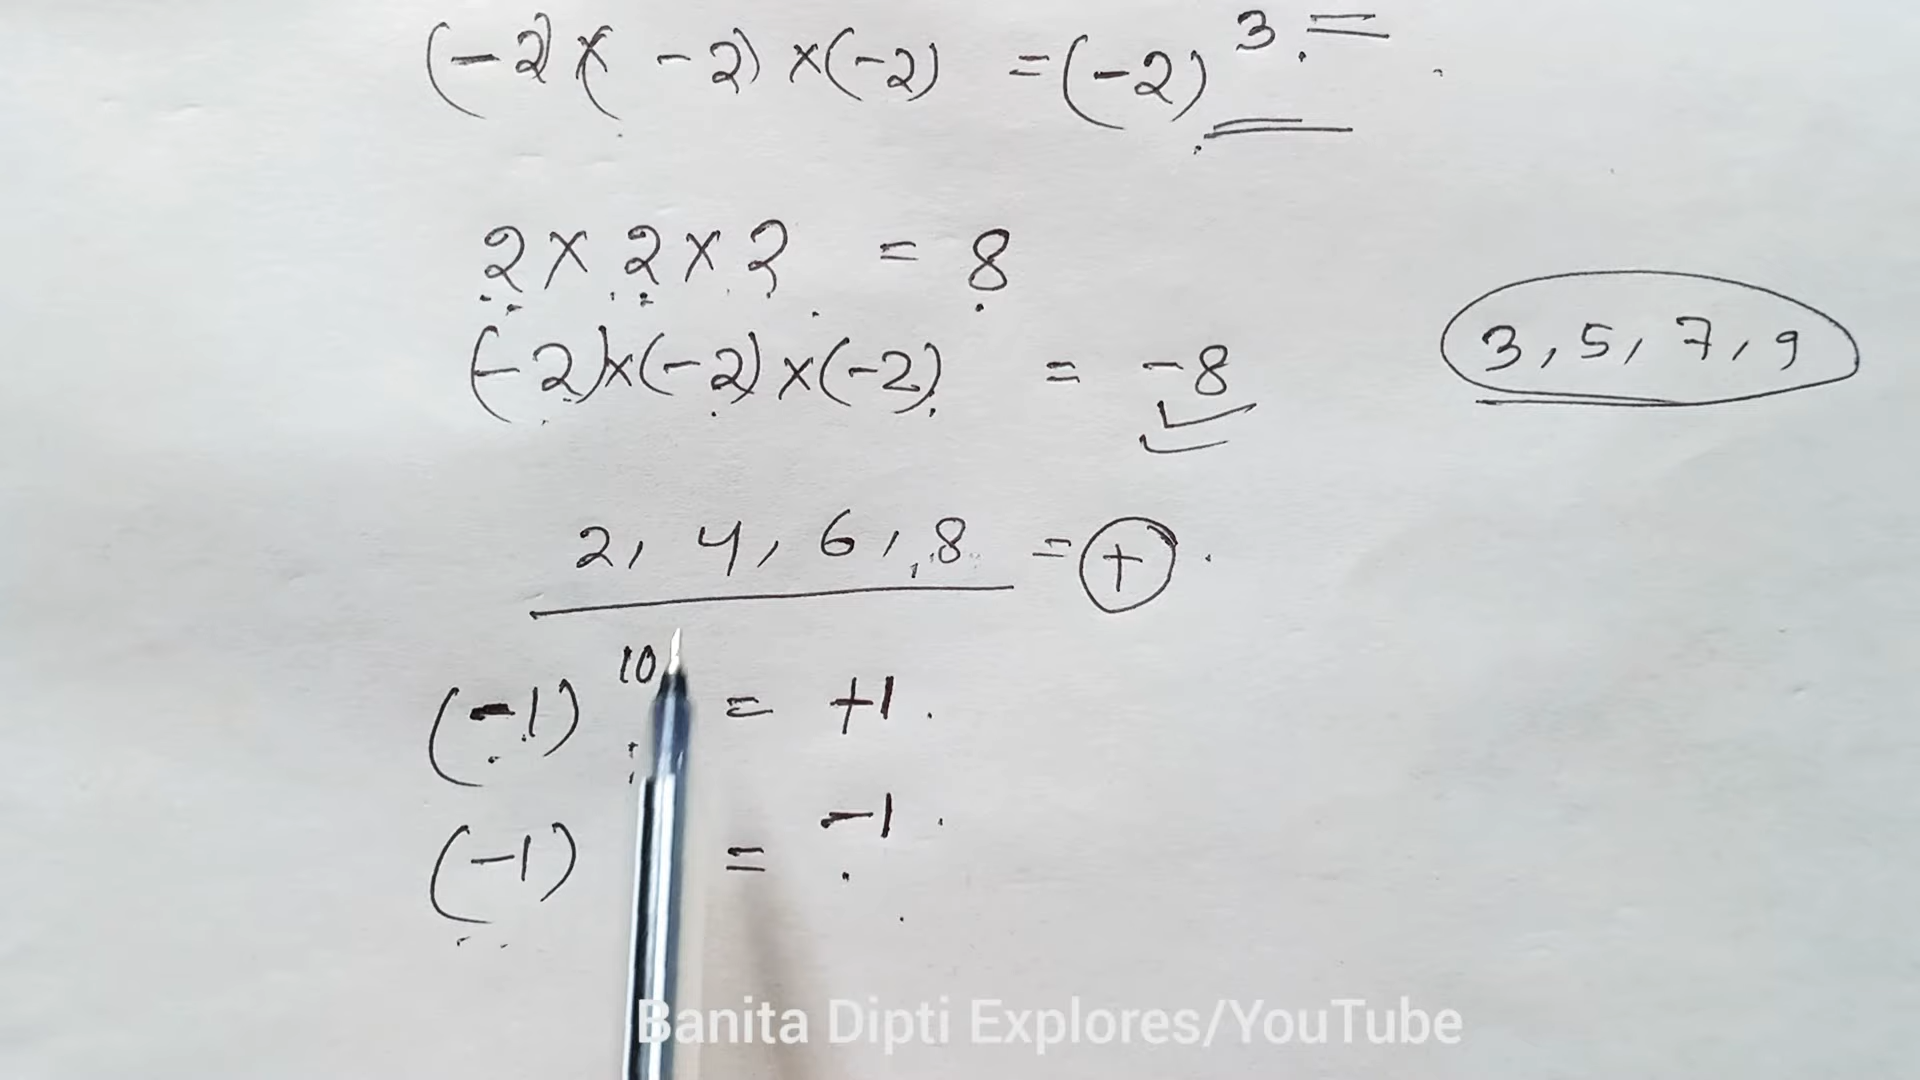 (-2)×(-2)×(-2) = (-2)³
2×2×2 = 8
(-2)×(-2)×(-2) = -8
3, 5, 7, 9
2, 4, 6, 8 = +
(-1)¹⁰ = +1
(-1) = -1
Banita Dipti Explores/YouTube